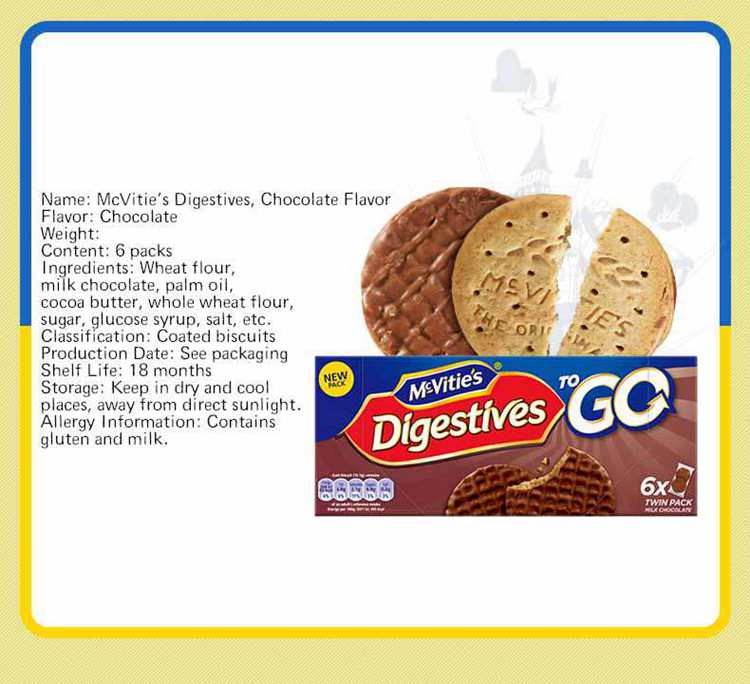 Name: McVitie's Digestives, Chocolate Flavor
Flavor: Chocolate
Weight:
Content: 6 packs
Ingredients: Wheat flour,
milk chocolate, palm oil,
cocoa butter, whole wheat flour,
sugar, glucose syrup, salt, etc.
Classification: Coated biscuits
Production Date: See packaging
Shelf Life: 18 months
Storage: Keep in dry and cool
places, away from direct sunlight.
Allergy Information: Contains
gluten and milk.
McVI TIE'S
THE ORI
NEW
PACK
McVitie's
Digestives
TO
GO
6x
TWIN PACK
MILK CHOCOLATE